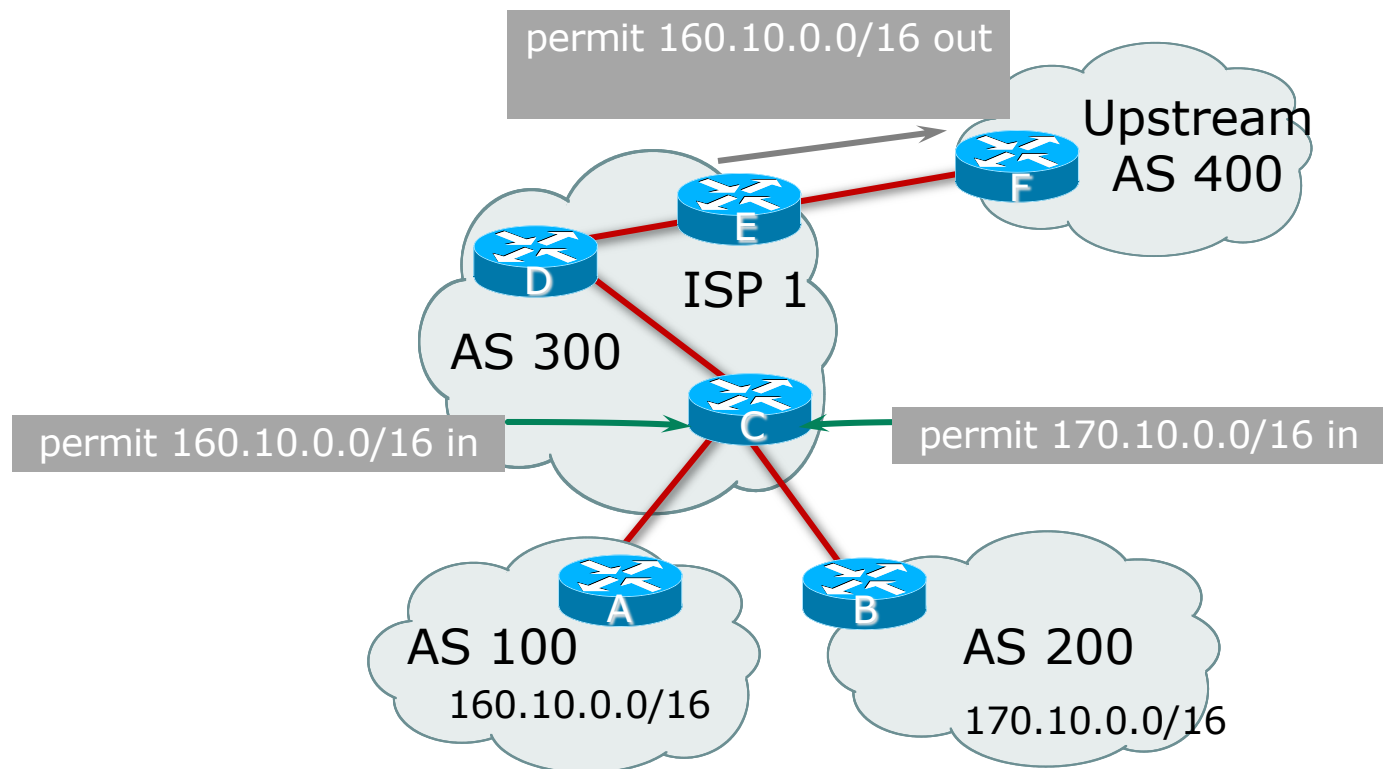 permit 160.10.0.0/16 out
Upstream
AS 400
F
E
D
ISP 1
AS 300
C
permit 160.10.0.0/16 in
permit 170.10.0.0/16 in
A
B
AS 100
AS 200
160.10.0.0/16
170.10.0.0/16